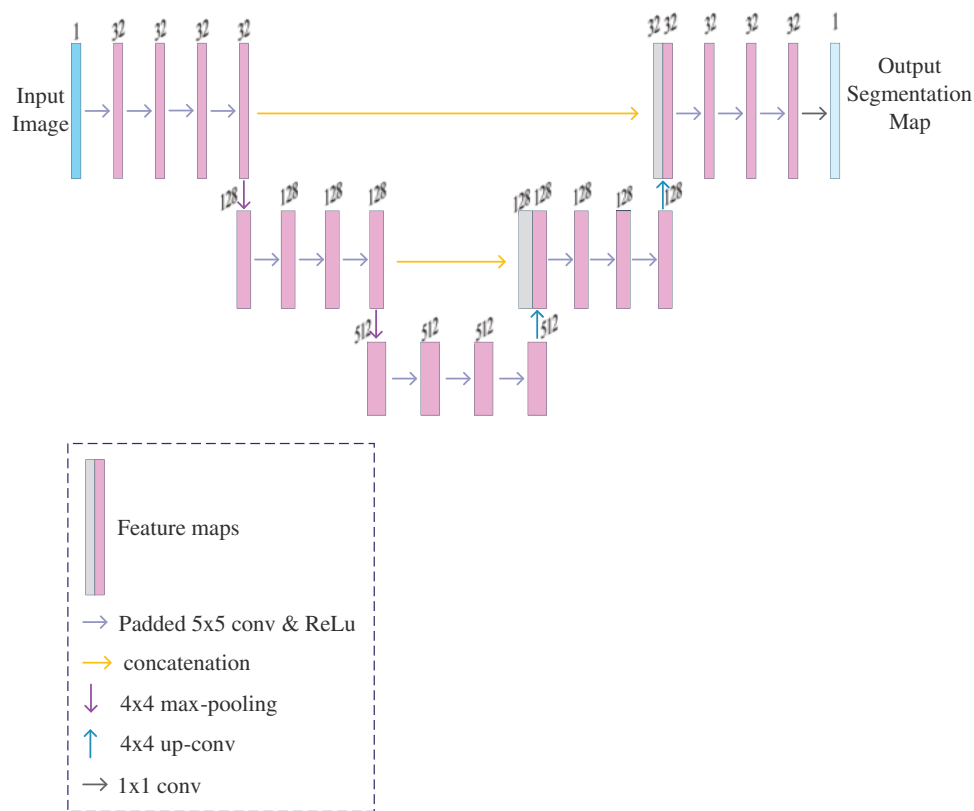 1 32 32 32 32 32 32 32 32 32 1
Input
Image
Output
Segmentation
Map
128 128 128 128 128 128 128 128 128
512 512 512 512
Feature maps
Padded 5x5 conv & ReLu
concatenation
4x4 max-pooling
4x4 up-conv
1x1 conv